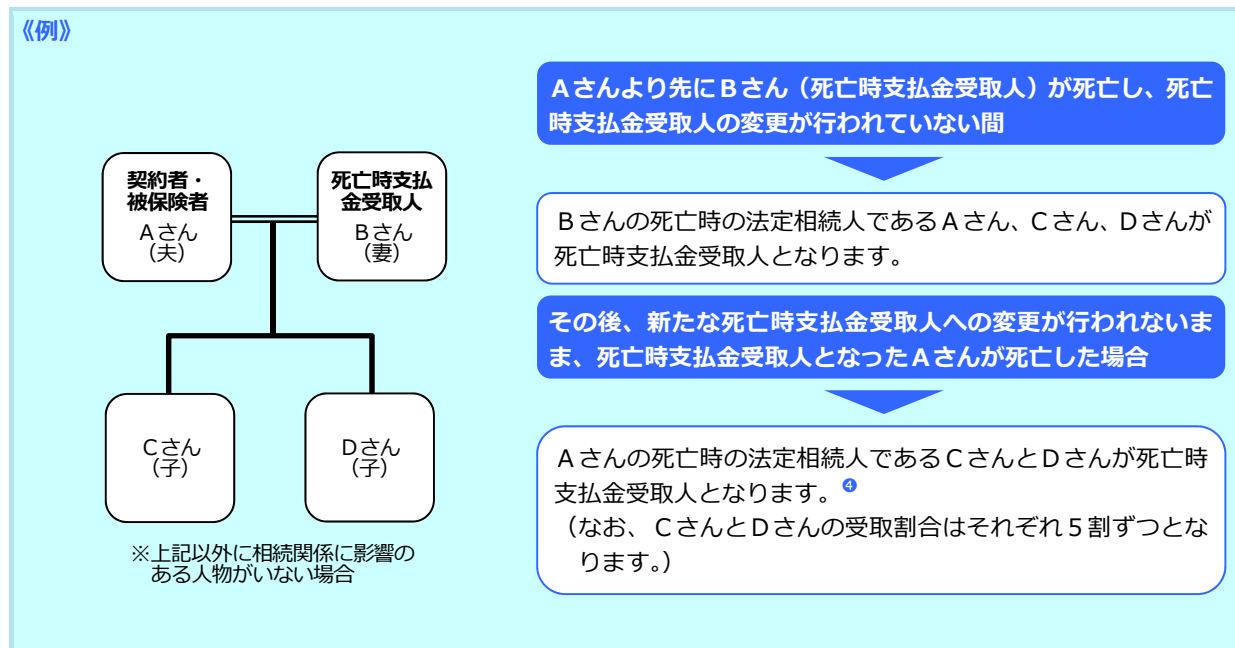 《例》
契約者・
被保険者
Aさん
(夫)
死亡時支払
金受取人
Bさん
(妻)
Cさん
(子)
Dさん
(子)
※上記以外に相続関係に影響の
ある人物がいない場合
Aさんより先にBさん（死亡時支払金受取人）が死亡し、死亡
時支払金受取人の変更が行われていない間
Bさんの死亡時の法定相続人であるAさん、Cさん、Dさんが
死亡時支払金受取人となります。
その後、新たな死亡時支払金受取人への変更が行われないま
ま、死亡時支払金受取人となったAさんが死亡した場合
Aさんの死亡時の法定相続人であるCさんとDさんが死亡時
支払金受取人となります。❹
（なお、CさんとDさんの受取割合はそれぞれ５割ずつとな
ります。）